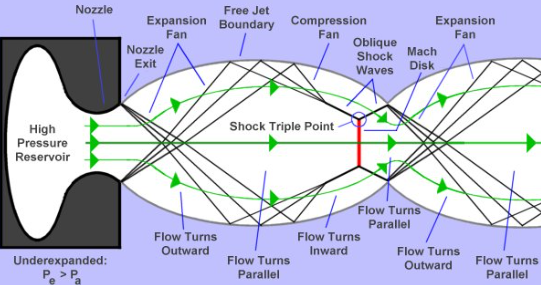 Nozzle
Expansion
Fan
Free Jet
Boundary
Compression
Fan
Expansion
Fan
Nozzle
Exit
Oblique
Shock
Waves
Mach
Disk
High
Pressure
Reservoir
Shock Triple Point
Flow Turns
Parallel
Flow Turns
Outward
Flow Turns
Inward
Flow Turns
Outward
Flow Turns
Parallel
Flow Turns
Parallel
Underexpanded:
Pe > Pa